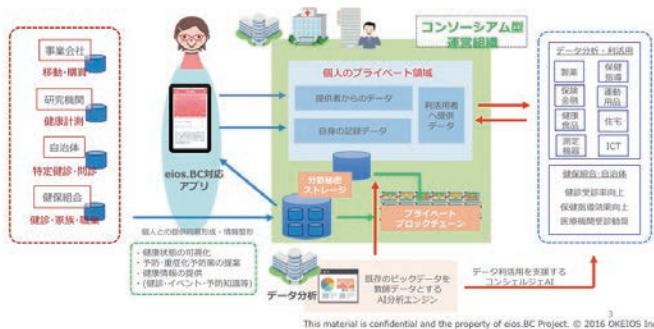 コンソーシアム型
運営組織
事業会社
移動・購買
研究機関
健康計測
自治体
特定健診・問診
健保組合
健診・家族・職業
eios.BC対応
アプリ
個人のプライベート領域
提供者からのデータ
自身の記録データ
利活用者
へ提供
データ
分散秘密
ストレージ
プライベート
ブロックチェーン
データ分析・利活用
製薬
保健
指導
保険
金融
運動
用品
健康
食品
住宅
測定
機器
ICT
健保組合・自治体
健診受診率向上
保健指導効果向上
医療機関受診勧奨
個人との提供同意形成・情報整形
・健康状態の可視化
・予防・重症化予防策の提案
・健康情報の提供
・(健診・イベント・予防知識等)
データ分析
既存のビックデータを
教師データとする
AI分析エンジン
データ利活用を支援する
コンシェルジェAI
3
This material is confidential and the property of eios.BC Project. © 2016 OKEIOS Inc